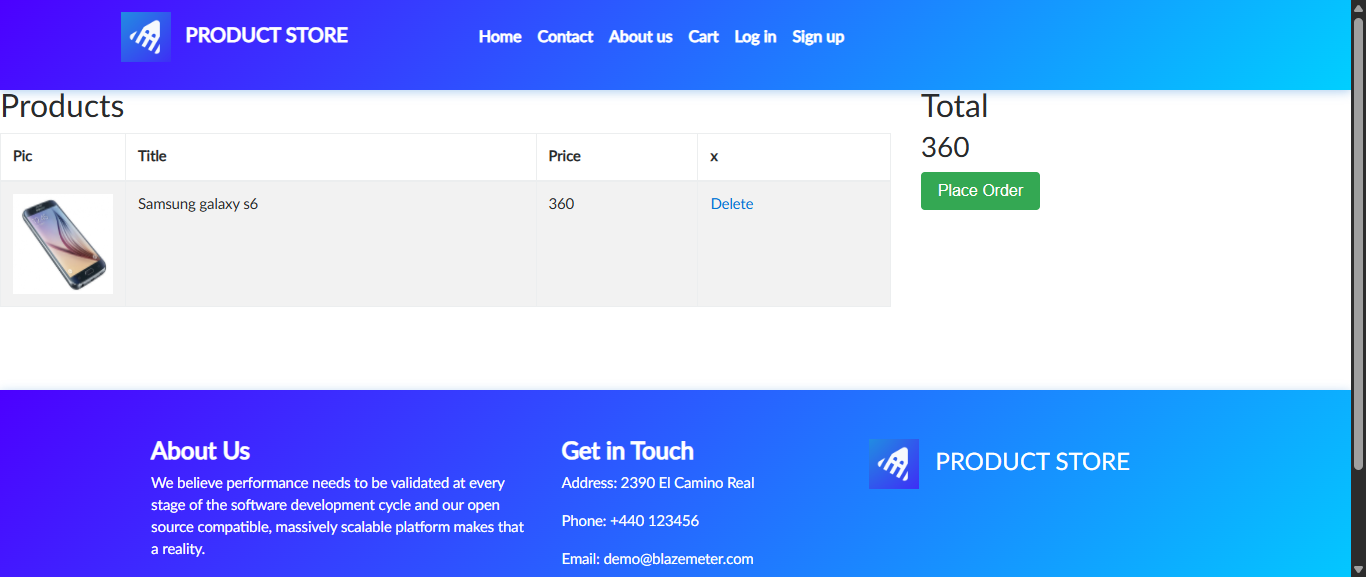 PRODUCT STORE
Home Contact About us Cart Log in Sign up
Products
Pic Title Price x
Samsung galaxy s6 360 Delete
Total
360
Place Order
About Us
We believe performance needs to be validated at every
stage of the software development cycle and our open
source compatible, massively scalable platform makes that
a reality.
Get in Touch
Address: 2390 El Camino Real
Phone: +440 123456
Email: demo@blazemeter.com
PRODUCT STORE